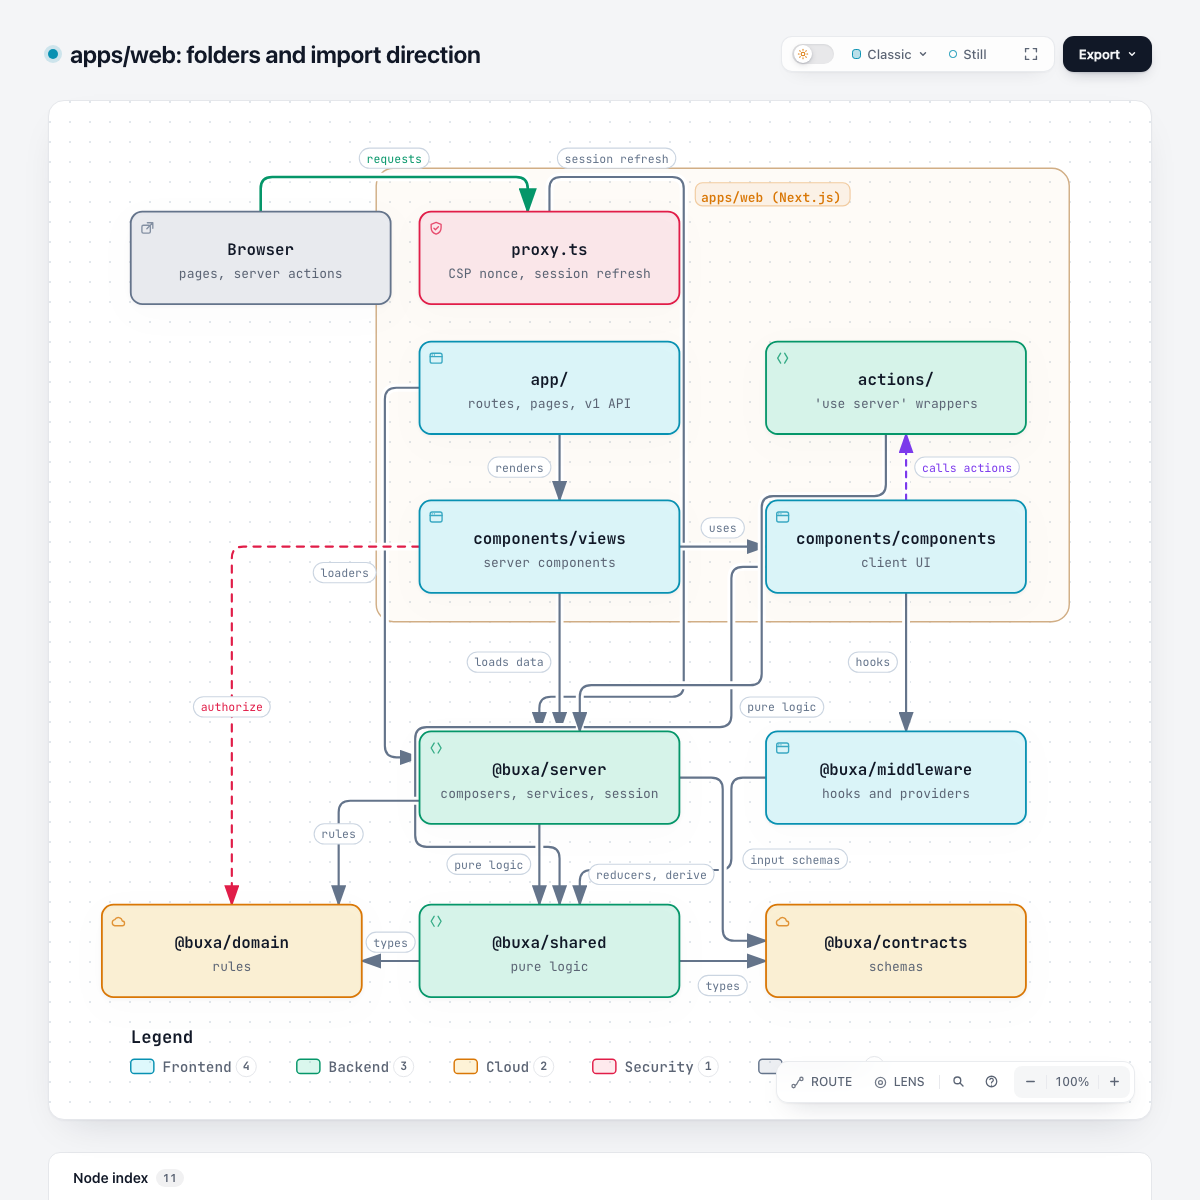 apps/web: folders and import direction
Classic
Still
Export
requests
session refresh
apps/web (Next.js)
Browser
pages, server actions
proxy.ts
CSP nonce, session refresh
app/
routes, pages, v1 API
actions/
'use server' wrappers
renders
calls actions
components/views
server components
uses
components/components
client UI
loaders
loads data
hooks
authorize
pure logic
@buxa/server
composers, services, session
@buxa/middleware
hooks and providers
rules
pure logic
reducers, derive
input schemas
@buxa/domain
rules
types
@buxa/shared
pure logic
types
@buxa/contracts
schemas
Legend
Frontend 4
Backend 3
Cloud 2
Security 1
ROUTE
LENS
100%
Node index 11